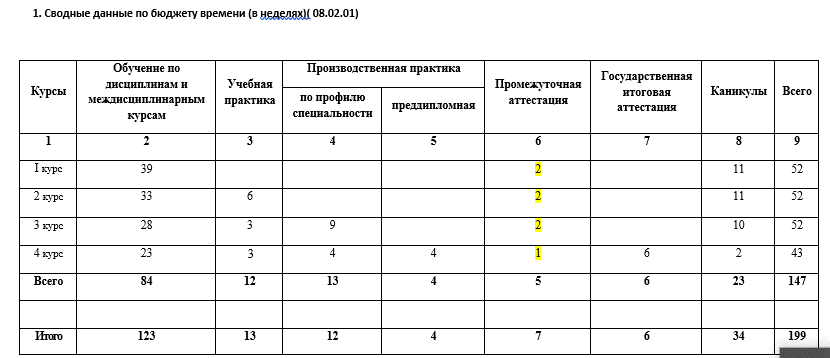 1. Сводные данные по бюджету времени (в неделях)( 08.02.01)
Курсы Обучение по дисциплинам и междисциплинарным курсам Учебная практика Производственная практика Промежуточная аттестация Государственная итоговая аттестация Каникулы Всего
по профилю специальности преддипломная
1 2 3 4 5 6 7 8 9
I курс 39 2 11 52
2 курс 33 6 2 11 52
3 курс 28 3 9 2 10 52
4 курс 23 3 4 4 1 6 2 43
Всего 84 12 13 4 5 6 23 147
Итого 123 13 12 4 7 6 34 199